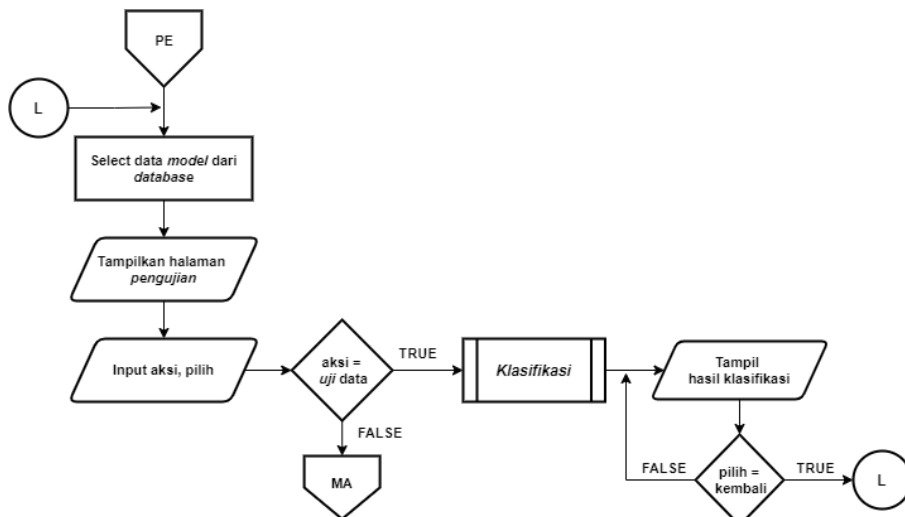 PE
L
Select data model dari
database
Tampilkan halaman
pengujian
Input aksi, pilih
aksi =
uji data
TRUE
FALSE
MA
Klasifikasi
Tampil
hasil klasifikasi
pilih =
kembali
FALSE
TRUE
L